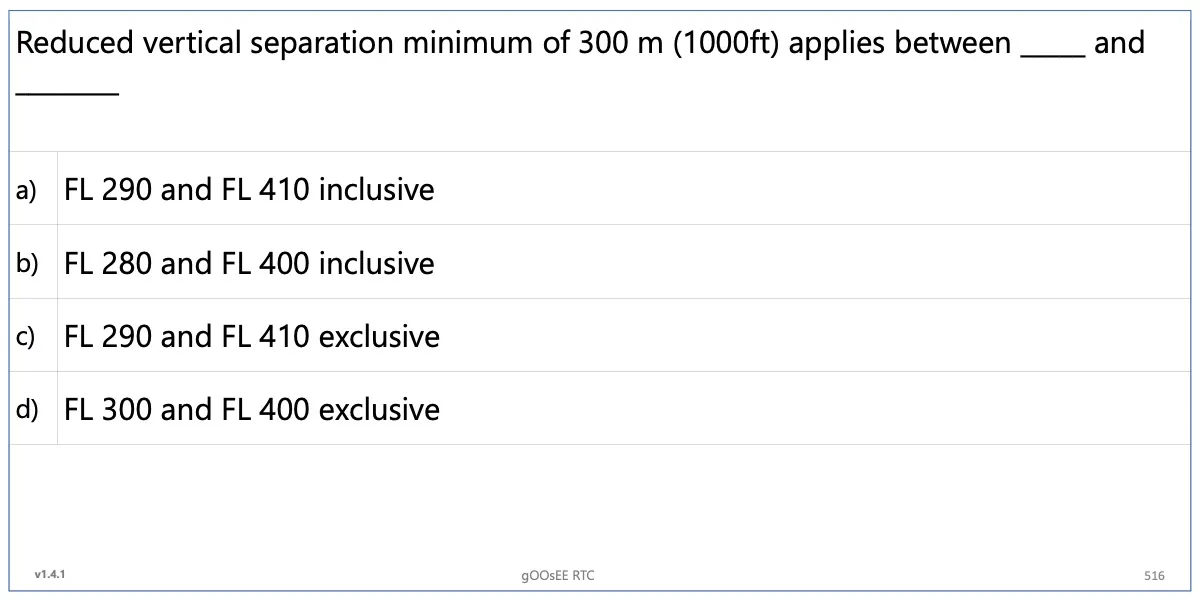 Reduced vertical separation minimum of 300 m (1000ft) applies between _____ and
________
a) FL 290 and FL 410 inclusive
b) FL 280 and FL 400 inclusive
c) FL 290 and FL 410 exclusive
d) FL 300 and FL 400 exclusive
v1.4.1 gOOsEE RTC 516